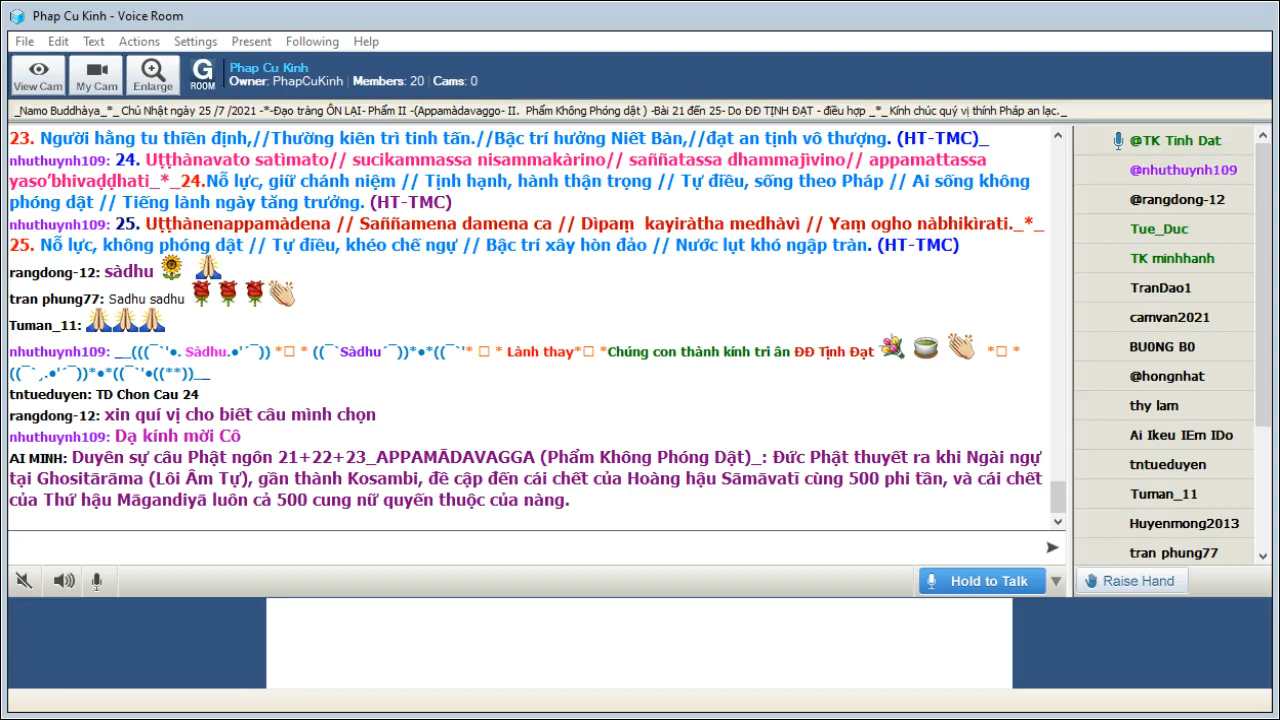 Phap Cu Kinh - Voice Room
File Edit Text Actions Settings Present Following Help
View Cam My Cam Enlarge G ROOM Phap Cu Kinh
Owner: PhapCuKinh | Members: 20 | Cams: 0
_Namo Buddhàya_*_ Chủ Nhật ngày 25 /7 /2021 -*-Đạo tràng ÔN LẠI- Phẩm II -(Appamàdavaggo- II. Phẩm Không Phóng dật ) -Bài 21 đến 25- Do ĐĐ TỊNH ĐẠT - điều hợp _*_ Kính chúc quý vị thính Pháp an lạc._
23. Người hằng tu thiền định,//Thường kiên trì tinh tấn.//Bậc trí hưởng Niết Bàn,//đạt an tịnh vô thượng. (HT-TMC)_
nhuthuynh109: 24. Uṭṭhànavato satìmato// sucikammassa nisammakàrino// saññatassa dhammajìvino// appamattassa
yaso’bhivaḍḍhati_*_24.Nỗ lực, giữ chánh niệm // Tịnh hạnh, hành thận trọng // Tự điều, sống theo Pháp // Ai sống không
phóng dật // Tiếng lành ngày tăng trưởng. (HT-TMC)
nhuthuynh109: 25. Uṭṭhànenappamàdena // Saññamena damena ca // Dìpaṃ kayiràtha medhàvì // Yaṃ ogho nàbhikìrati._*_
25. Nỗ lực, không phóng dật // Tự điều, khéo chế ngự // Bậc trí xây hòn đảo // Nước lụt khó ngập tràn. (HT-TMC)
rangdong-12: sàdhu
tran phung77: Sadhu sadhu
Tuman_11:
nhuthuynh109: __(((¯`'●. Sàdhu.●'´¯)) *□ * ((¯`Sàdhu´¯))*●*((¯`'* □ * Lành thay*□ *Chúng con thành kính tri ân ĐĐ Tịnh Đạt *□ *
((¯`¸.●'´¯))*●*((¯`'●((**))__
tntueduyen: TD Chon Cau 24
rangdong-12: xin quí vị cho biết câu mình chọn
nhuthuynh109: Dạ kính mời Cô
AI MINH: Duyên sự câu Phật ngôn 21+22+23_APPAMĀDAVAGGA (Phẩm Không Phóng Dật)_: Đức Phật thuyết ra khi Ngài ngự
tại Ghositārāma (Lôi Âm Tự), gần thành Kosambi, đề cập đến cái chết của Hoàng hậu Sāmāvatī cùng 500 phi tần, và cái chết
của Thứ hậu Māgandiyā luôn cả 500 cung nữ quyến thuộc của nàng.
@TK Tinh Dat
@nhuthuynh109
@rangdong-12
Tue_Duc
TK minhhanh
TranDao1
camvan2021
BU0NG B0
@hongnhat
thy lam
Ai Ikeu IEm IDo
tntueduyen
Tuman_11
Huyenmong2013
tran phung77
Hold to Talk
Raise Hand